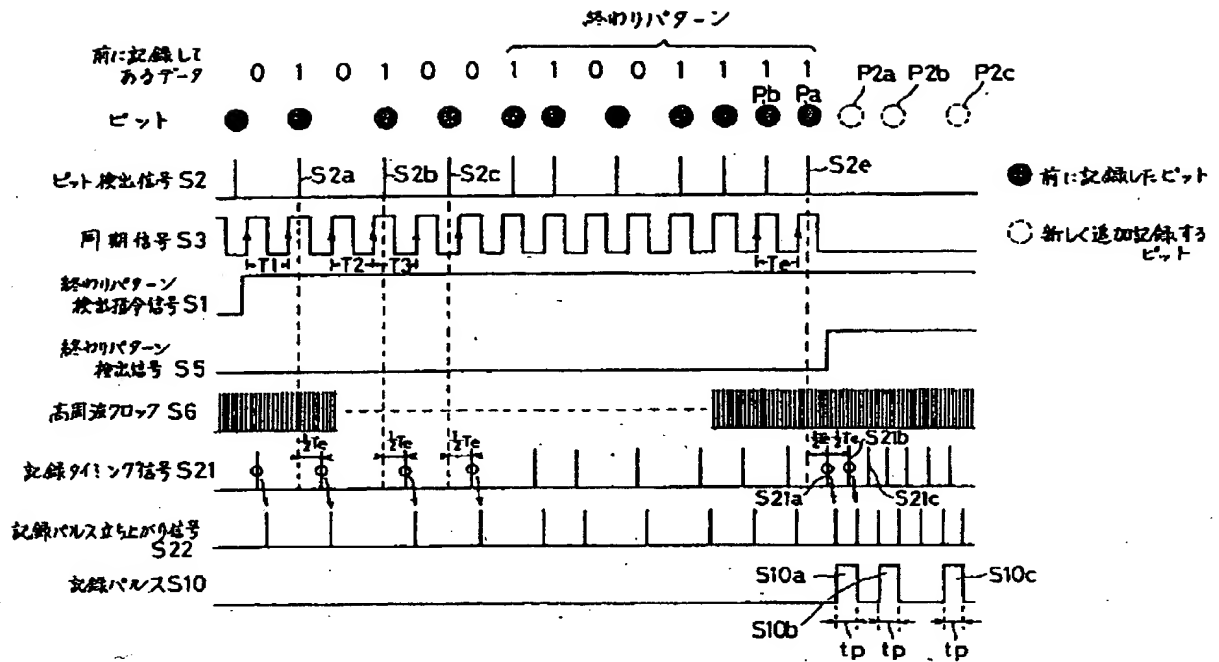 終わりパターン
前に記録して
あるデータ
0 1 0 1 0 0 1 1 0 0 1 1 1 1
P2a P2b P2c
Pb Pa
ピット
ピット検出信号 S2
S2a S2b S2c S2e
● 前に記録したピット
同期信号 S3
新しく追加記録する
ピット
T1 T2 T3 Te
終わりパターン
検出指令信号 S1
終わりパターン
検出信号 S5
高周波クロック S6
½Te ½Te ½Te ½Te ½Te S21b
記録タイミング信号 S21
S21a S21c
記録パルス立ち上がり信号
S22
記録パルス S10
S10a S10c
S10b
tp tp tp